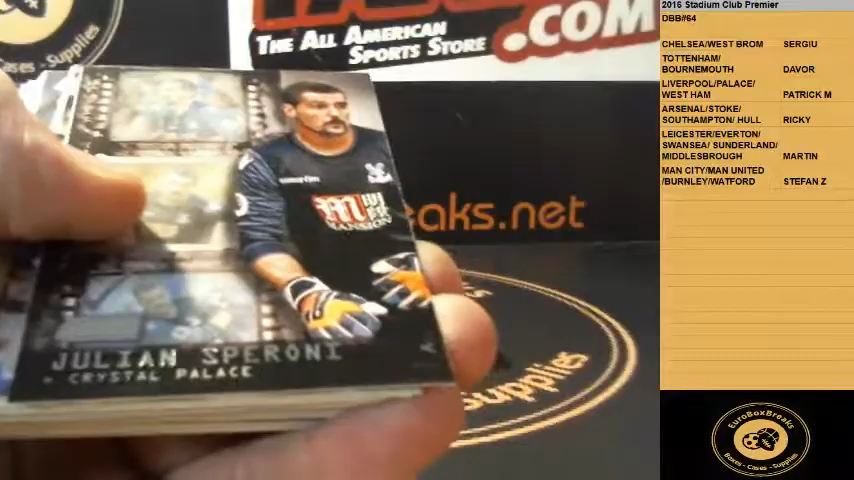 THE ALL AMERICAN
SPORTS STORE
.COM
Cases - Supplies
MANSION
aks.net
Supplies
JULIAN SPERONI
CRYSTAL PALACE
2016 Stadium Club Premier
DBB#64
CHELSEA/WEST BROM SERGIU
TOTTENHAM/
BOURNEMOUTH DAVOR
LIVERPOOL/PALACE/
WEST HAM PATRICK M
ARSENAL/STOKE/
SOUTHAMPTON/ HULL RICKY
LEICESTER/EVERTON/
SWANSEA/ SUNDERLAND/
MIDDLESBROUGH MARTIN
MAN CITY/MAN UNITED
/BURNLEY/WATFORD STEFAN Z
EuroBoxBreaks
Boxes - Cases - Supplies